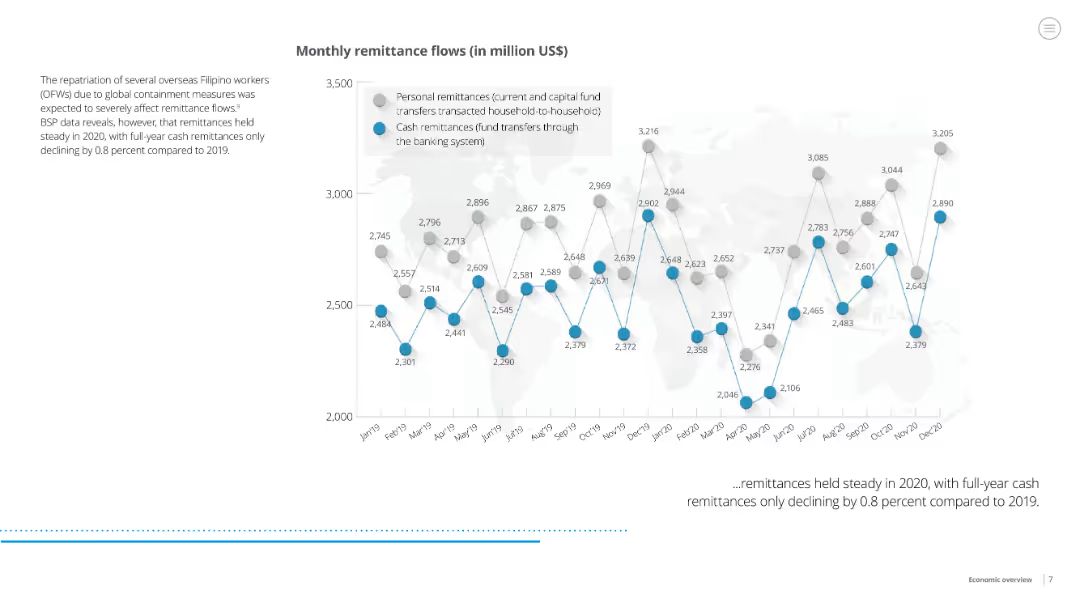 Monthly remittance flows (in million US$)
The repatriation of several overseas Filipino workers
(OFWs) due to global containment measures was
expected to severely affect remittance flows.⁹
BSP data reveals, however, that remittances held
steady in 2020, with full-year cash remittances only
declining by 0.8 percent compared to 2019.
3,500
3,000
2,500
2,000
Personal remittances (current and capital fund
transfers transacted household-to-household)
Cash remittances (fund transfers through
the banking system)
2,745
2,557
2,796
2,713
2,896
2,545
2,867
2,875
2,648
2,969
2,639
3,216
2,944
2,623
2,652
2,276
2,341
2,737
3,085
2,756
2,888
3,044
2,643
3,205
2,484
2,301
2,514
2,441
2,609
2,290
2,581
2,589
2,379
2,671
2,372
2,902
2,648
2,358
2,397
2,046
2,106
2,465
2,783
2,483
2,601
2,747
2,379
2,890
Jan'19
Feb'19
Mar'19
Apr'19
May'19
Jun'19
Jul'19
Aug'19
Sep'19
Oct'19
Nov'19
Dec'19
Jan'20
Feb'20
Mar'20
Apr'20
May'20
Jun'20
Jul'20
Aug'20
Sep'20
Oct'20
Nov'20
Dec'20
...remittances held steady in 2020, with full-year cash
remittances only declining by 0.8 percent compared to 2019.
Economic overview | 7